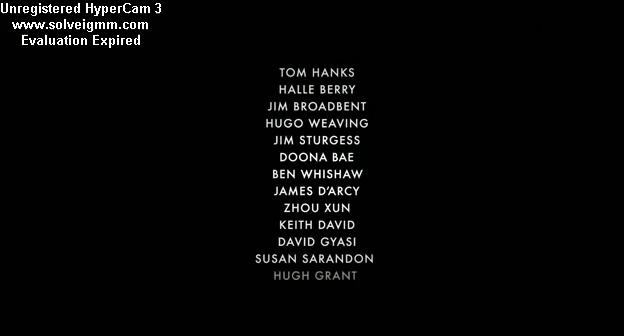 Unregistered HyperCam 3
www.solveigmm.com
Evaluation Expired
TOM HANKS
HALLE BERRY
JIM BROADBENT
HUGO WEAVING
JIM STURGESS
DOONA BAE
BEN WHISHAW
JAMES D'ARCY
ZHOU XUN
KEITH DAVID
DAVID GYASI
SUSAN SARANDON
HUGH GRANT